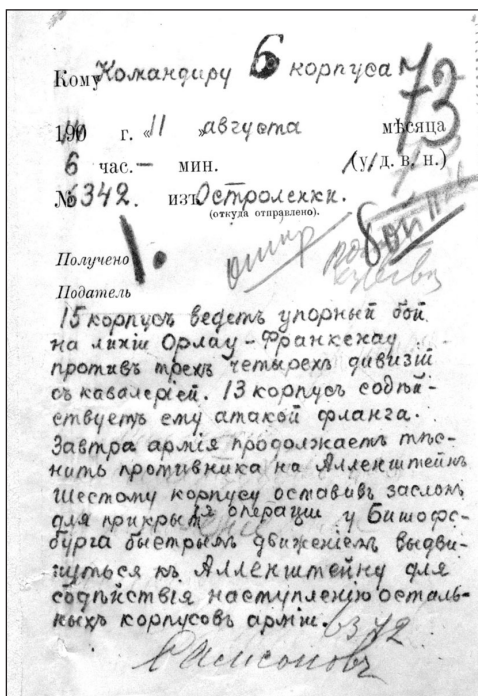 Кому Командиру 6 корпуса
73
1914 г. „11 „августа мѣсяца
6 час. — мин. (у. д. в. н.)
№ 6342. изъ Остроленки.
(откуда отправлено).
Получено
Податель
15 корпусъ ведетъ упорный бой
на линіи Орлау-Франкенау
противъ трехъ четырехъ дивизій
съ кавалеріей. 13 корпусъ содѣй-
ствуетъ ему атакой фланга.
Завтра армія продолжаетъ тѣс-
нить противника на Алленштейнъ
Шестому корпусу оставивъ заслонъ
для прикрытія операціи у Бишофс-
бурга быстрымъ движеніемъ выдви-
нуться къ Алленштейну для
содѣйствія наступленію осталь-
ныхъ корпусовъ арміи. 6372
Самсоновъ